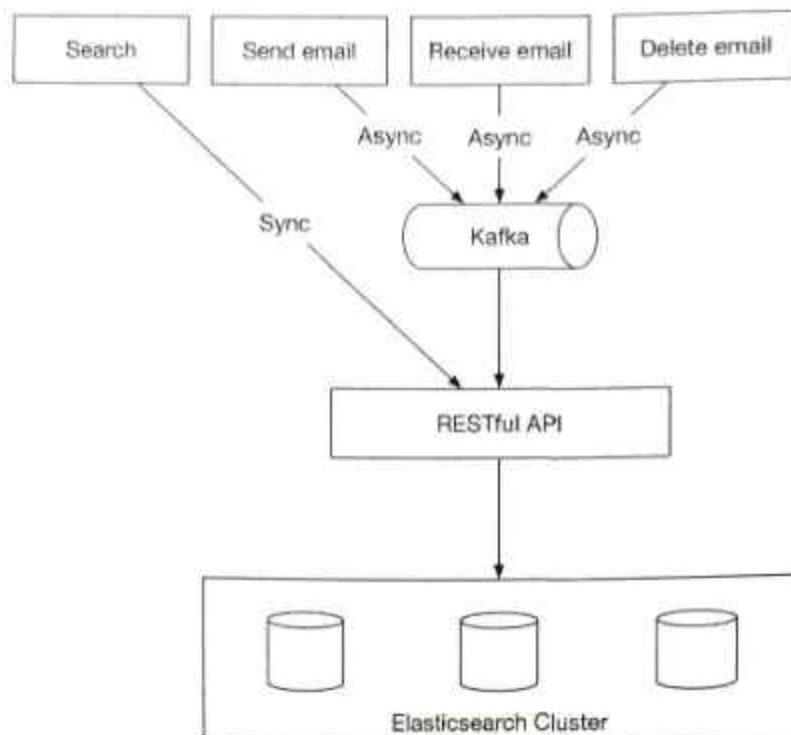 Search
Send email
Receive email
Delete email
Async
Async
Async
Sync
Kafka
RESTful API
Elasticsearch Cluster